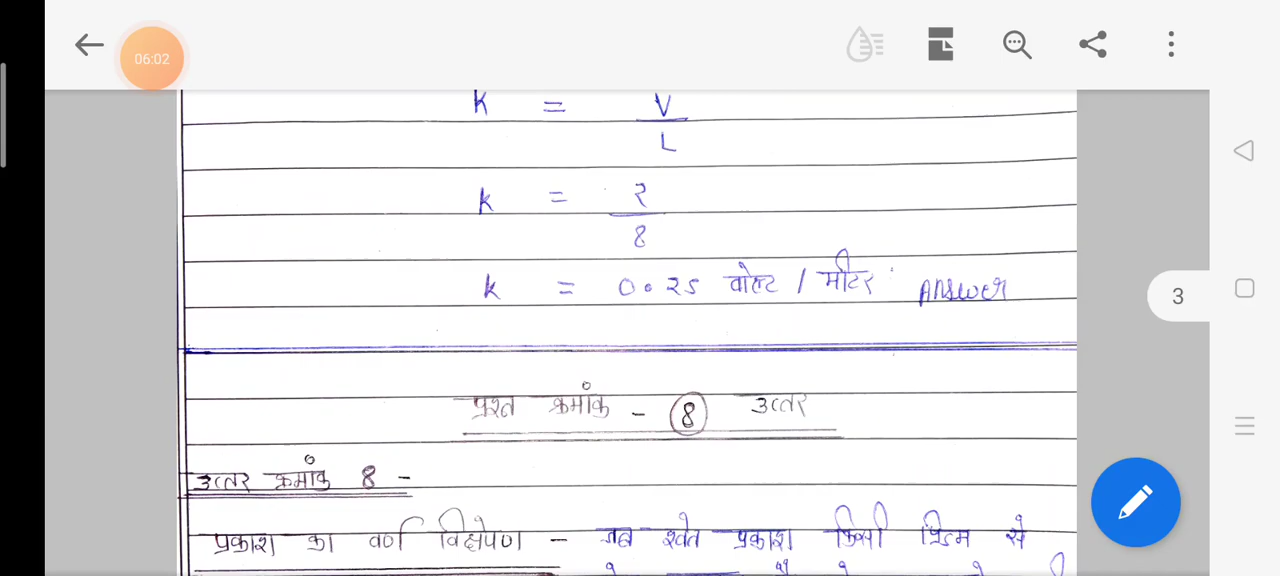 06:02
k = V
L
k = २
8
k = 0.२5 वोल्ट / मीटर Answer
3
प्रश्न क्रमांक - 8 उत्तर
उत्तर क्रमांक 8 -
प्रकाश का वर्ण विक्षेपण - जब श्वेत प्रकाश किसी प्रिज्म से